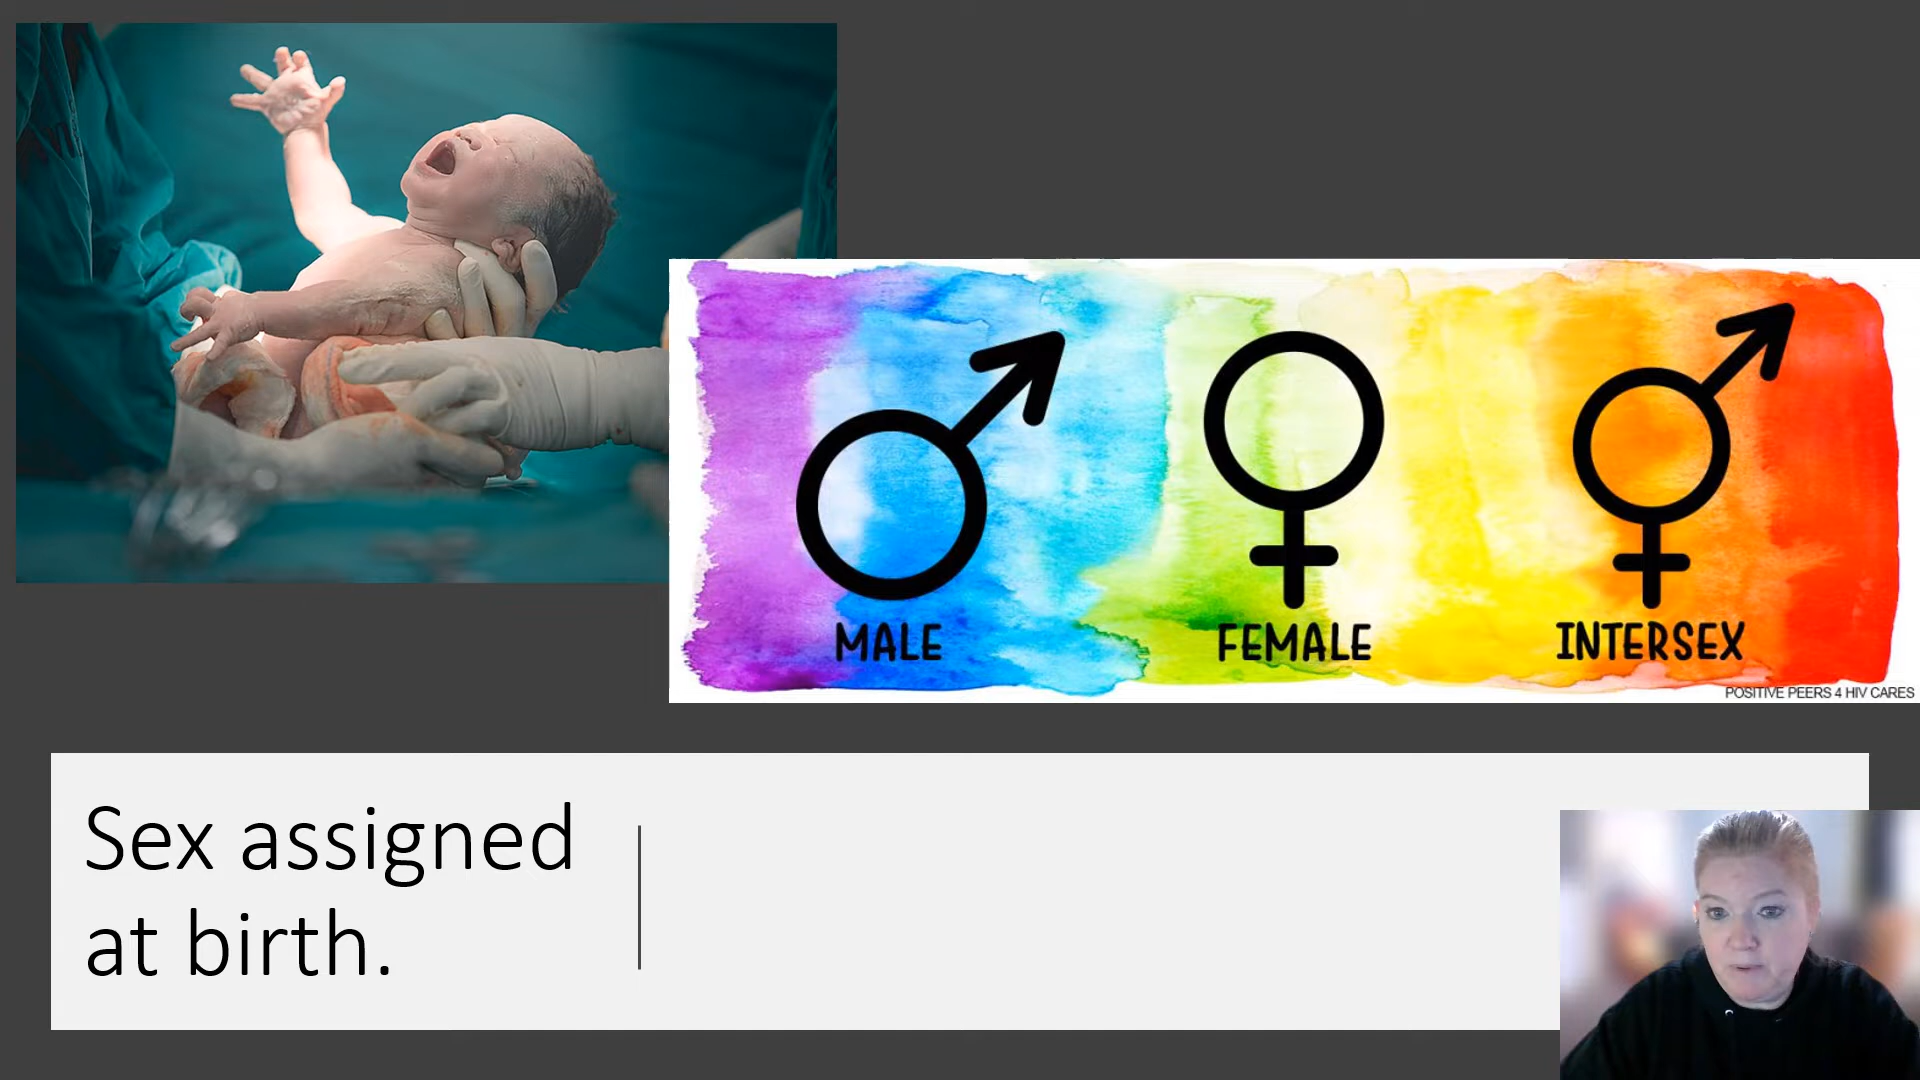 MALE
FEMALE
INTERSEX
POSITIVE PEERS 4 HIV CARES
Sex assigned
at birth.